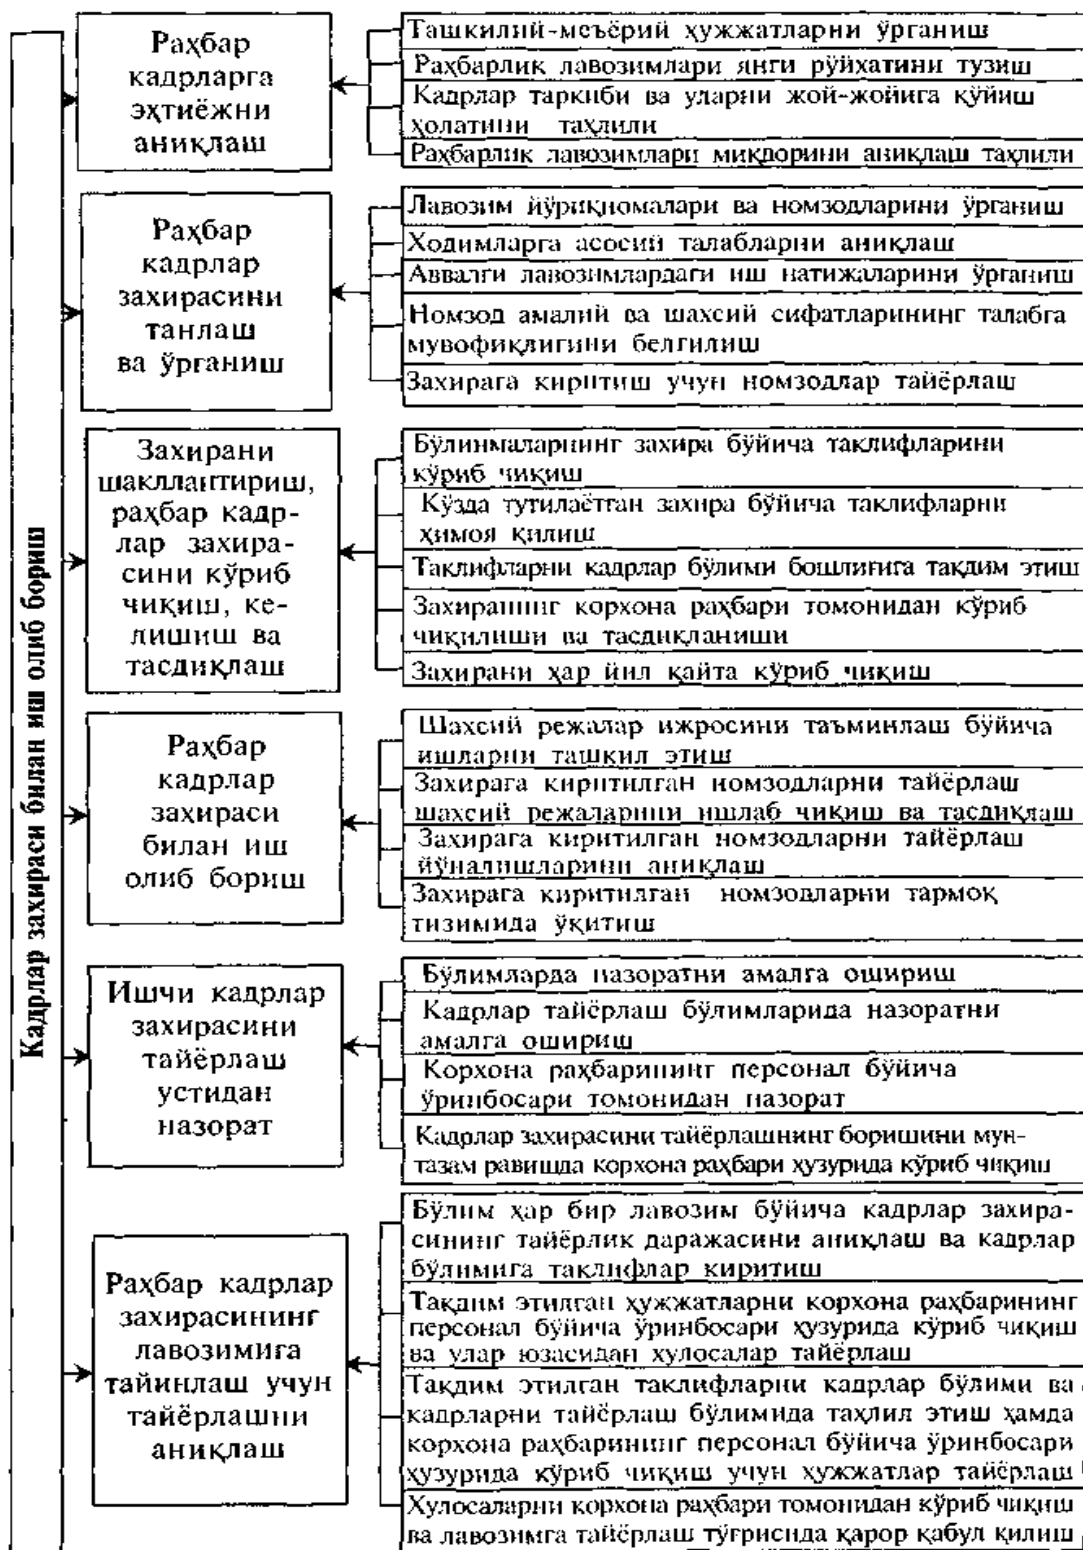 Кадрлар захираси билан иш олиб бориш
Раҳбар
кадрларга
эҳтиёжни
аниқлаш
Ташкилий-меъёрий ҳужжатларни ўрганиш
Раҳбарлик лавозимлари янги рўйхатини тузиш
Кадрлар таркиби ва уларни жой-жойига қўйиш
ҳолатини таҳлили
Раҳбарлик лавозимлари миқдорини аниқлаш таҳлили
Раҳбар
кадрлар
захирасини
танлаш
ва ўрганиш
Лавозим йўриқномалари ва номзодларини ўрганиш
Ходимларга асосий талабларни аниқлаш
Аввалги лавозимлардаги иш натижаларини ўрганиш
Номзод амалий ва шахсий сифатларининг талабга
мувофиқлигини белгилиш
Захирага киритиш учун номзодлар тайёрлаш
Захирани
шакллантириш,
раҳбар кадр-
лар захира-
сини кўриб
чиқиш, ке-
лишиш ва
тасдиқлаш
Бўлинмаларнинг захира бўйича таклифларини
кўриб чиқиш
Кўзда тутилаётган захира бўйича таклифларни
ҳимоя қилиш
Таклифларни кадрлар бўлими бошлиғига тақдим этиш
Захиранинг корхона раҳбари томонидан кўриб
чиқилиши ва тасдиқланиши
Захирани ҳар йил қайта кўриб чиқиш
Раҳбар
кадрлар
захираси
билан иш
олиб бориш
Шахсий режалар ижросини таъминлаш бўйича
ишларни ташкил этиш
Захирага киритилган номзодларни тайёрлаш
шахсий режаларини ишлаб чиқиш ва тасдиқлаш
Захирага киритилган номзодларни тайёрлаш
йўналишларини аниқлаш
Захирага киритилган номзодларни тармоқ
тизимида ўқитиш
Ишчи кадрлар
захирасини
тайёрлаш
устидан
назорат
Бўлимларда назоратни амалга ошириш
Кадрлар тайёрлаш бўлимларида назоратни
амалга ошириш
Корхона раҳбарининг персонал бўйича
ўринбосари томонидан назорат
Кадрлар захирасини тайёрлашнинг боришини мун-
тазам равишда корхона раҳбари ҳузурида кўриб чиқиш
Раҳбар кадрлар
захирасининг
лавозимига
тайинлаш учун
тайёрлашни
аниқлаш
Бўлим ҳар бир лавозим бўйича кадрлар захира-
сининг тайёрлик даражасини аниқлаш ва кадрлар
бўлимига таклифлар киритиш
Тақдим этилган ҳужжатларни корхона раҳбарининг
персонал бўйича ўринбосари ҳузурида кўриб чиқиш
ва улар юзасидан хулосалар тайёрлаш
Тақдим этилган таклифларни кадрлар бўлими ва
кадрларни тайёрлаш бўлимида таҳлил этиш ҳамда
корхона раҳбарининг персонал бўйича ўринбосари
ҳузурида кўриб чиқиш учун ҳужжатлар тайёрлаш
Хулосаларни корхона раҳбари томонидан кўриб чиқиш
ва лавозимга тайёрлаш тўғрисида қарор қабул қилиш